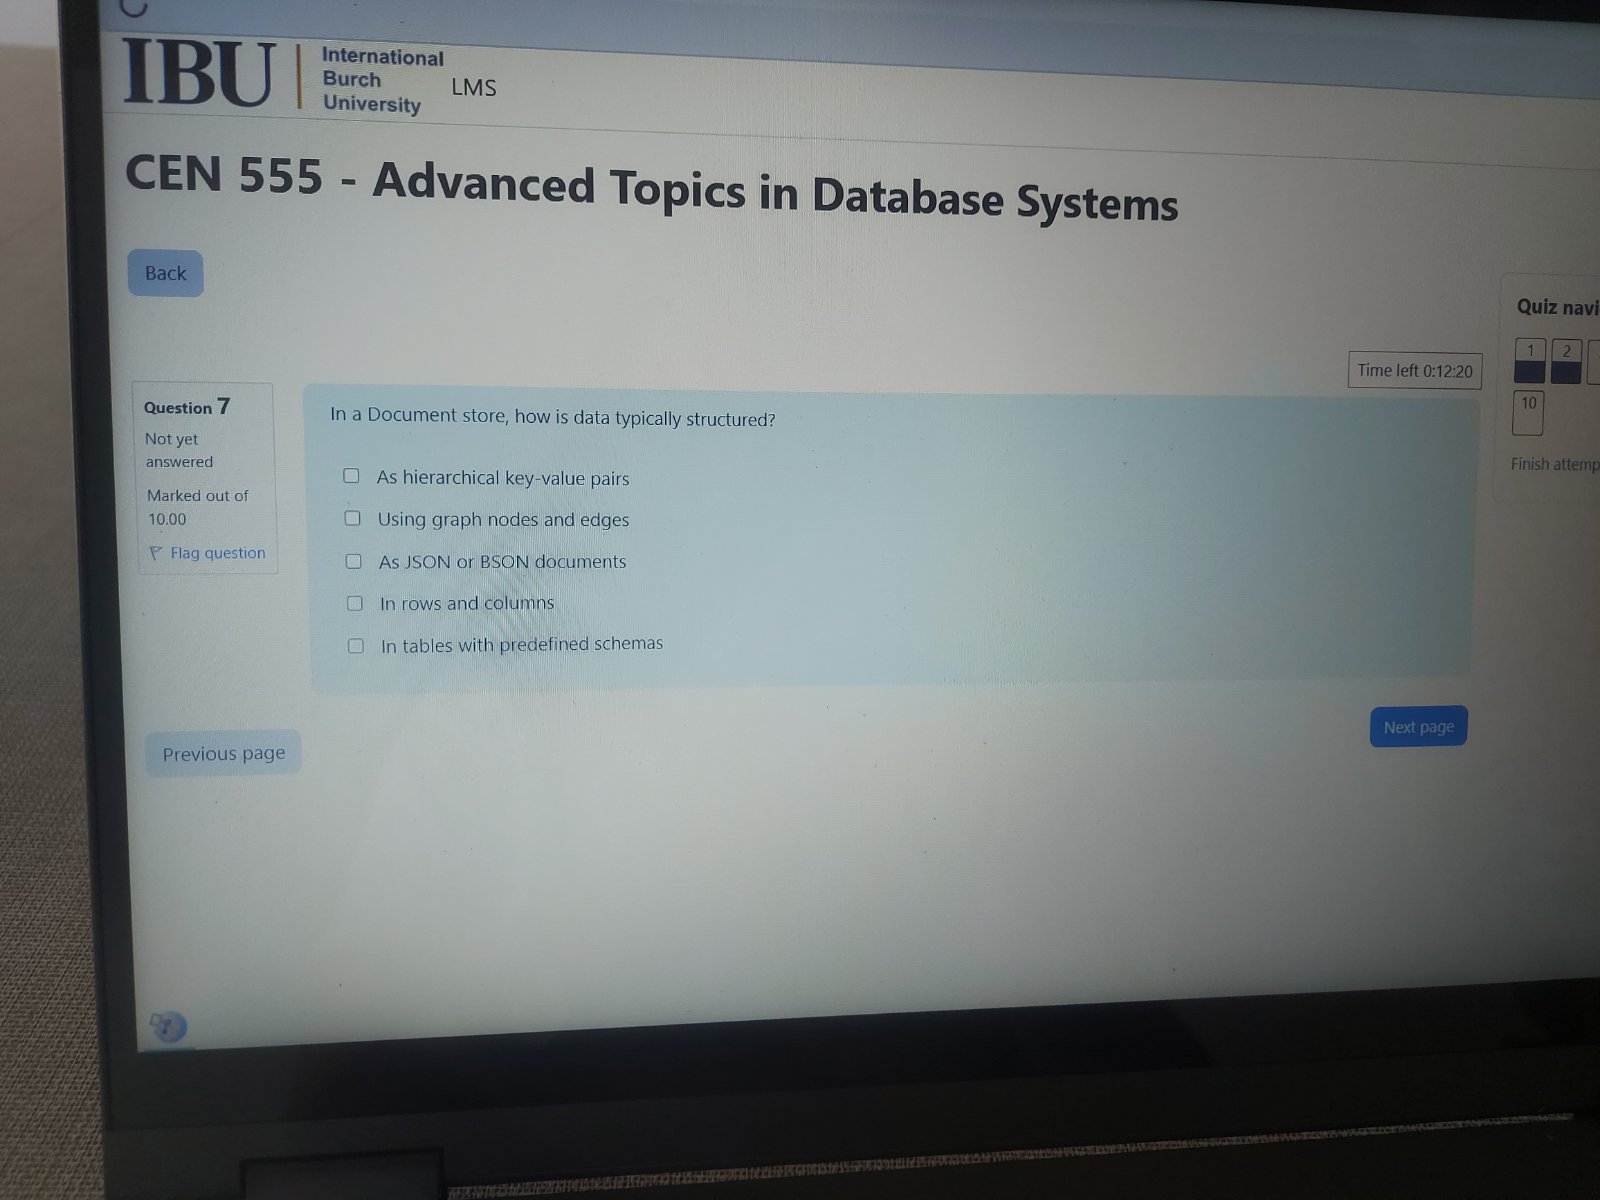 IBU
International
Burch
University
LMS
CEN 555 - Advanced Topics in Database Systems
Back
Quiz navi
1 2
10
Finish attemp
Time left 0:12:20
Question 7
Not yet
answered
Marked out of
10.00
Flag question
In a Document store, how is data typically structured?
As hierarchical key-value pairs
Using graph nodes and edges
As JSON or BSON documents
In rows and columns
In tables with predefined schemas
Previous page
Next page